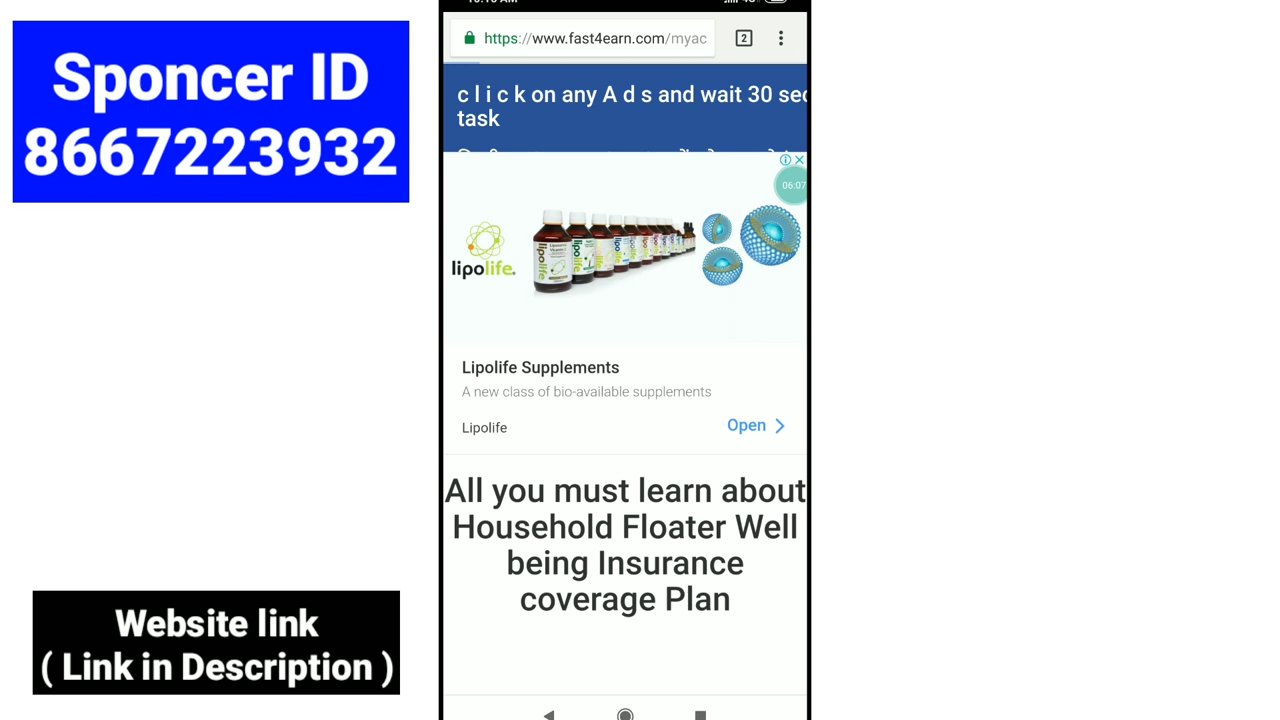 Sponcer ID
8667223932
https://www.fast4earn.com/myac
2
c l i c k on any A d s and wait 30 sec
task
06:07
lipolife.
Lipolife Supplements
A new class of bio-available supplements
Lipolife
Open
All you must learn about
Household Floater Well
being Insurance
coverage Plan
Website link
( Link in Description )